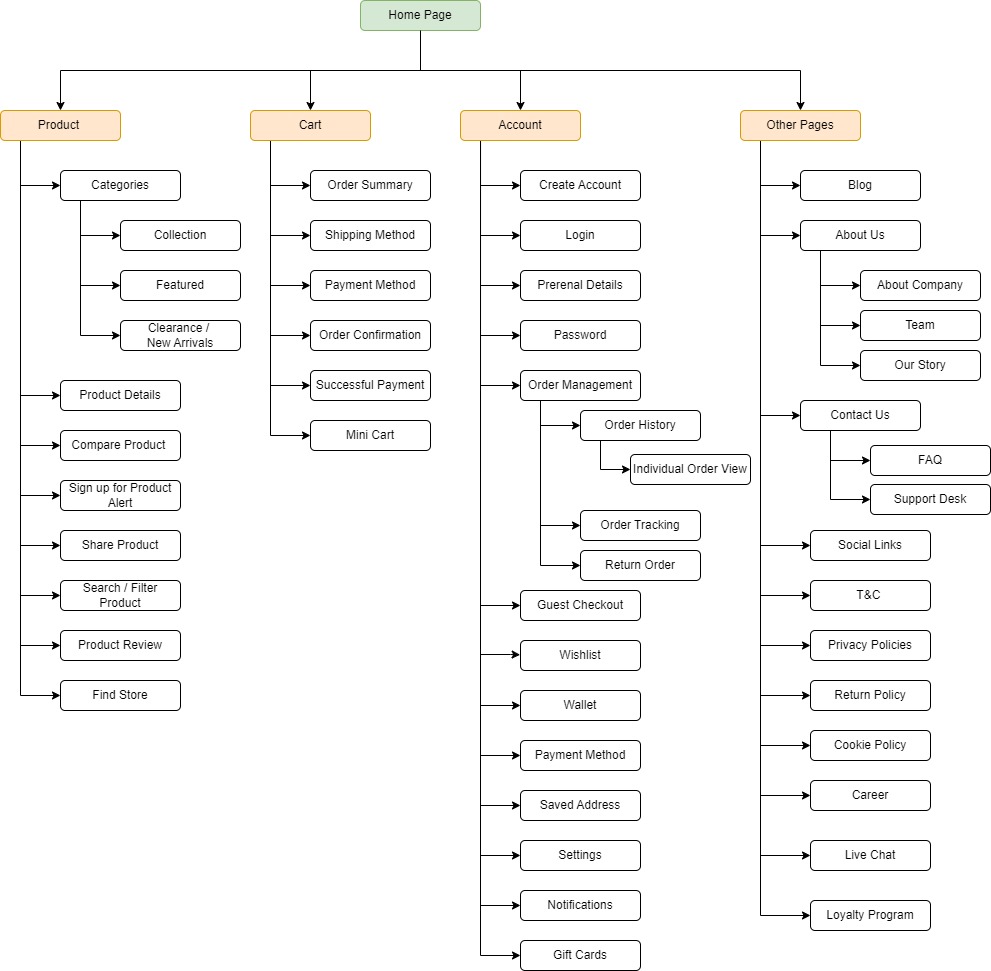 Home Page
Product
Cart
Account
Other Pages
Categories
Collection
Featured
Clearance /
New Arrivals
Product Details
Compare Product
Sign up for Product
Alert
Share Product
Search / Filter
Product
Product Review
Find Store
Order Summary
Shipping Method
Payment Method
Order Confirmation
Successful Payment
Mini Cart
Create Account
Login
Prerenal Details
Password
Order Management
Order History
Individual Order View
Order Tracking
Return Order
Guest Checkout
Wishlist
Wallet
Payment Method
Saved Address
Settings
Notifications
Gift Cards
Blog
About Us
About Company
Team
Our Story
Contact Us
FAQ
Support Desk
Social Links
T&C
Privacy Policies
Return Policy
Cookie Policy
Career
Live Chat
Loyalty Program